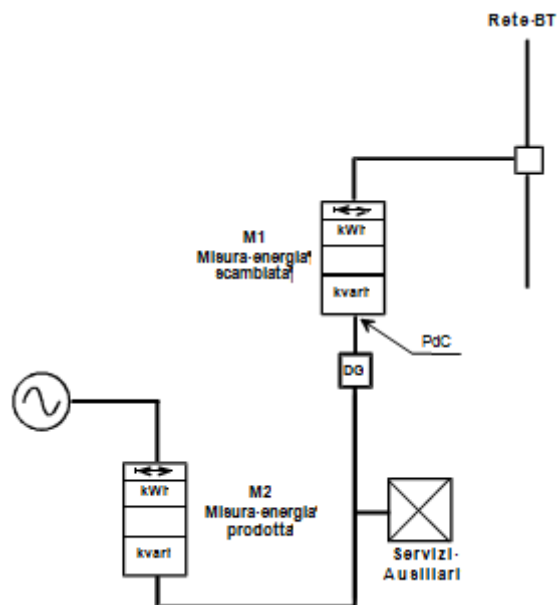 Rete-BT
kWh
M1
Misura-energia
scambiata
kvarh
PdC
DG
kWh
M2
Misura-energia
prodotta
kvarh
Servizi-
Ausiliari